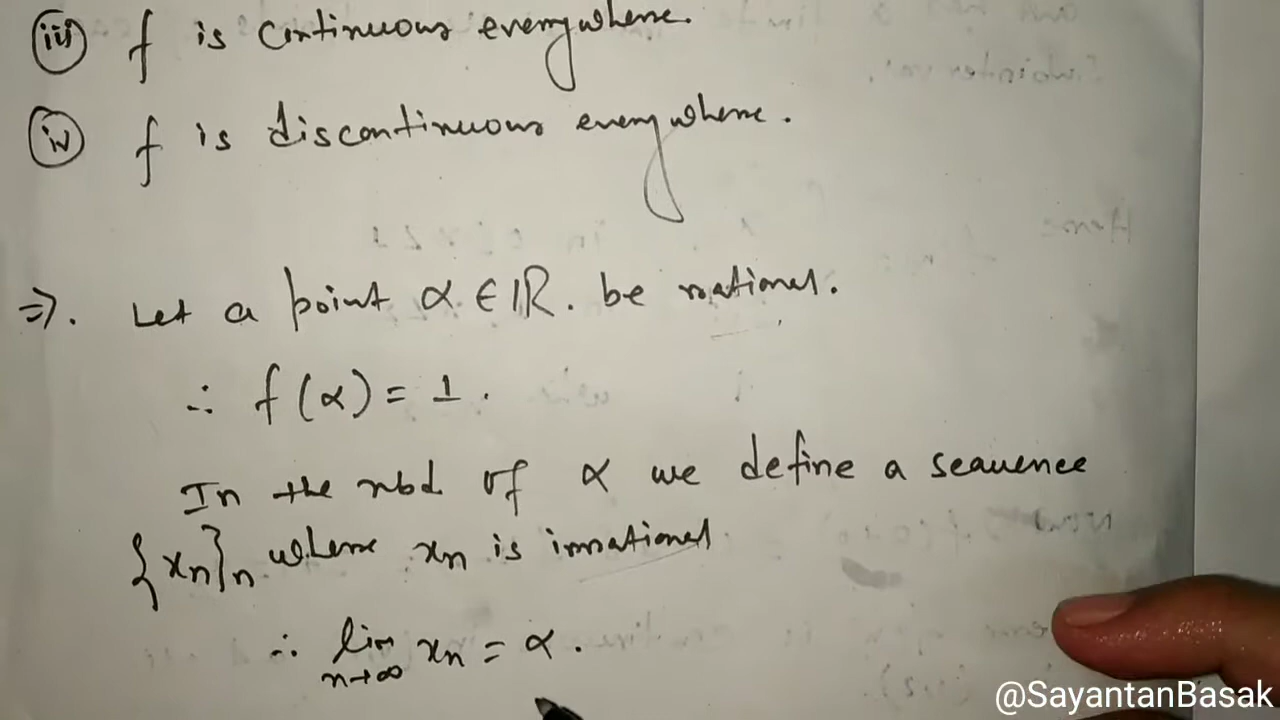 (iii) f is continuous everywhere.
(iv) f is discontinuous everywhere.
⇒. Let a point α ∈ ℝ. be rational.
∴ f(α) = 1.
In the nbd of α we define a sequence
{xn}n where xn is irrational
∴ lim n→∞ xn = α.
@SayantanBasak